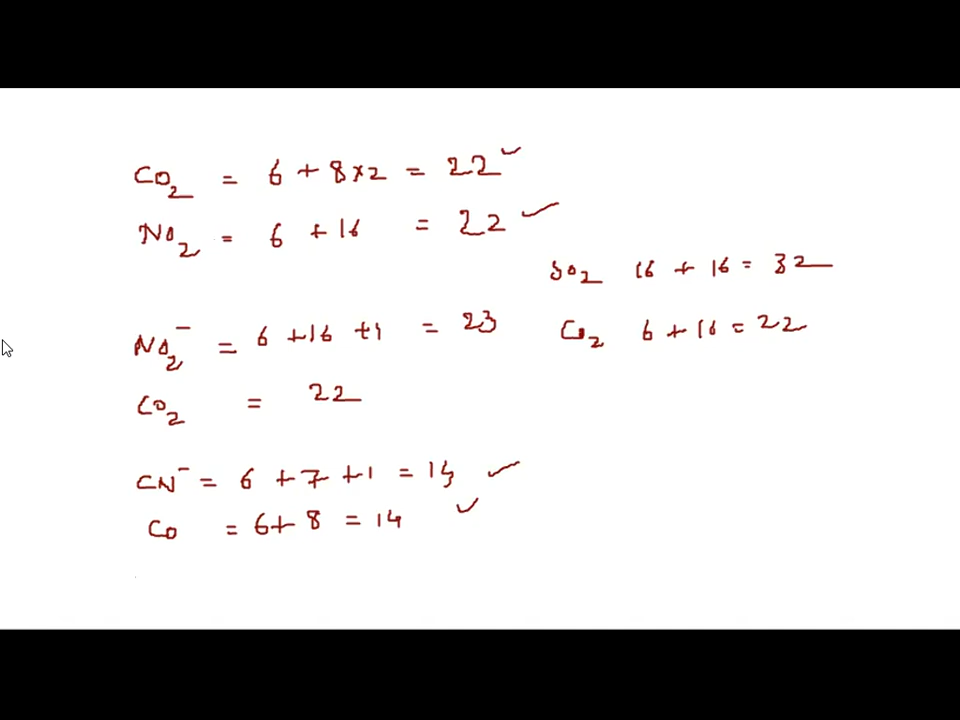 CO2 = 6 + 8×2 = 22 ✓
NO2 = 6 + 16 = 22 ✓
SO2 16 + 16 = 32
NO2⁻ = 6 + 16 + 1 = 23
CO2 6 + 16 = 22
CO2 = 22
CN⁻ = 6 + 7 + 1 = 14 ✓
CO = 6 + 8 = 14 ✓